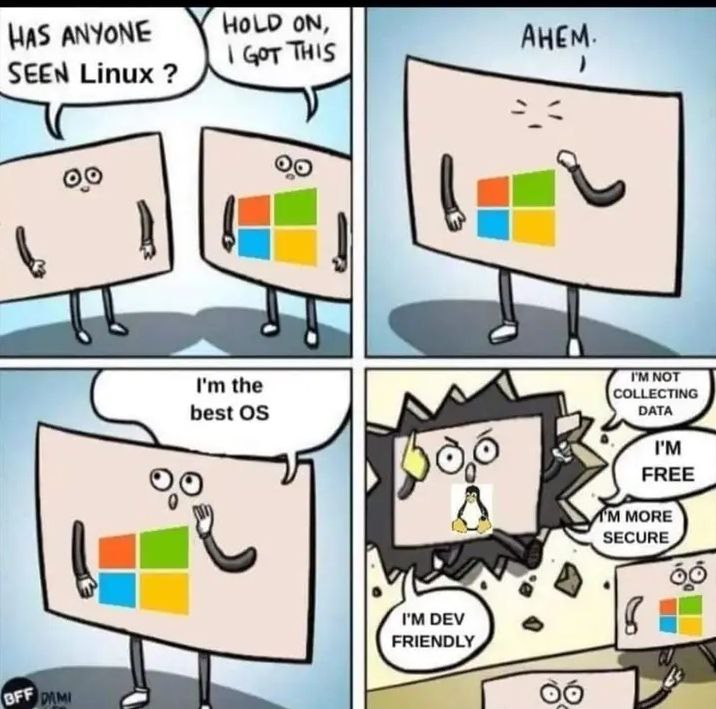 HAS ANYONE
SEEN Linux ?
HOLD ON,
I GOT THIS
AHEM.
I'm the
best OS
I'M NOT
COLLECTING
DATA
I'M
FREE
I'M MORE
SECURE
I'M DEV
FRIENDLY
BFF DAMI